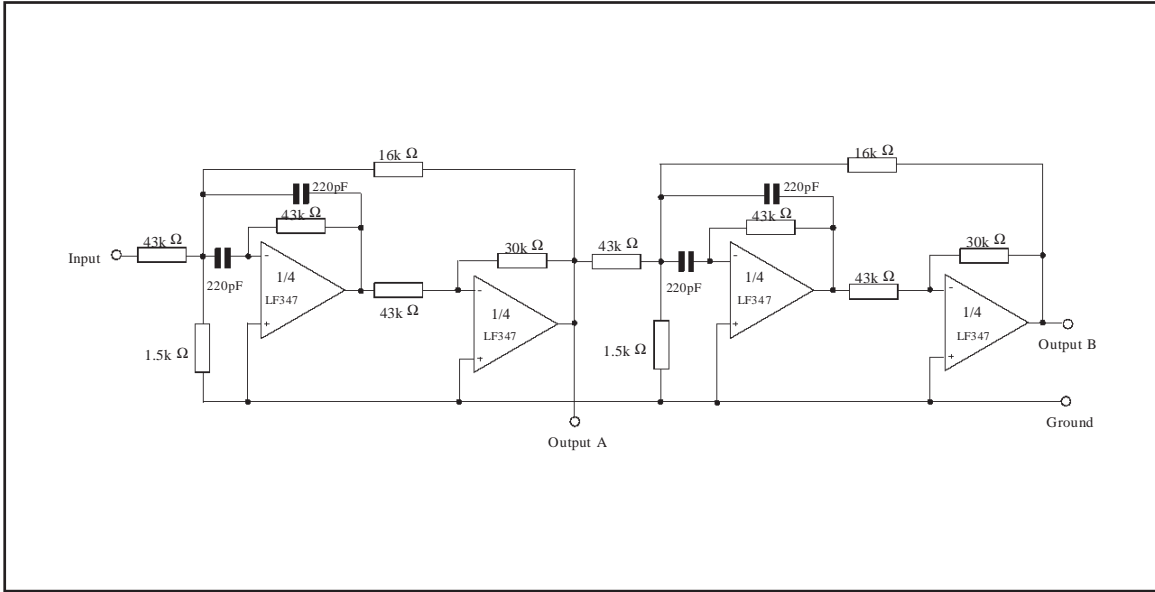 16k Ω
16k Ω
220pF
220pF
43k Ω
43k Ω
43k Ω
30k Ω
43k Ω
30k Ω
Input
1/4
1/4
220pF
LF347
43k Ω
1/4
LF347
220pF
LF347
43k Ω
1/4
LF347
1.5k Ω
1.5k Ω
Output B
Output A
Ground